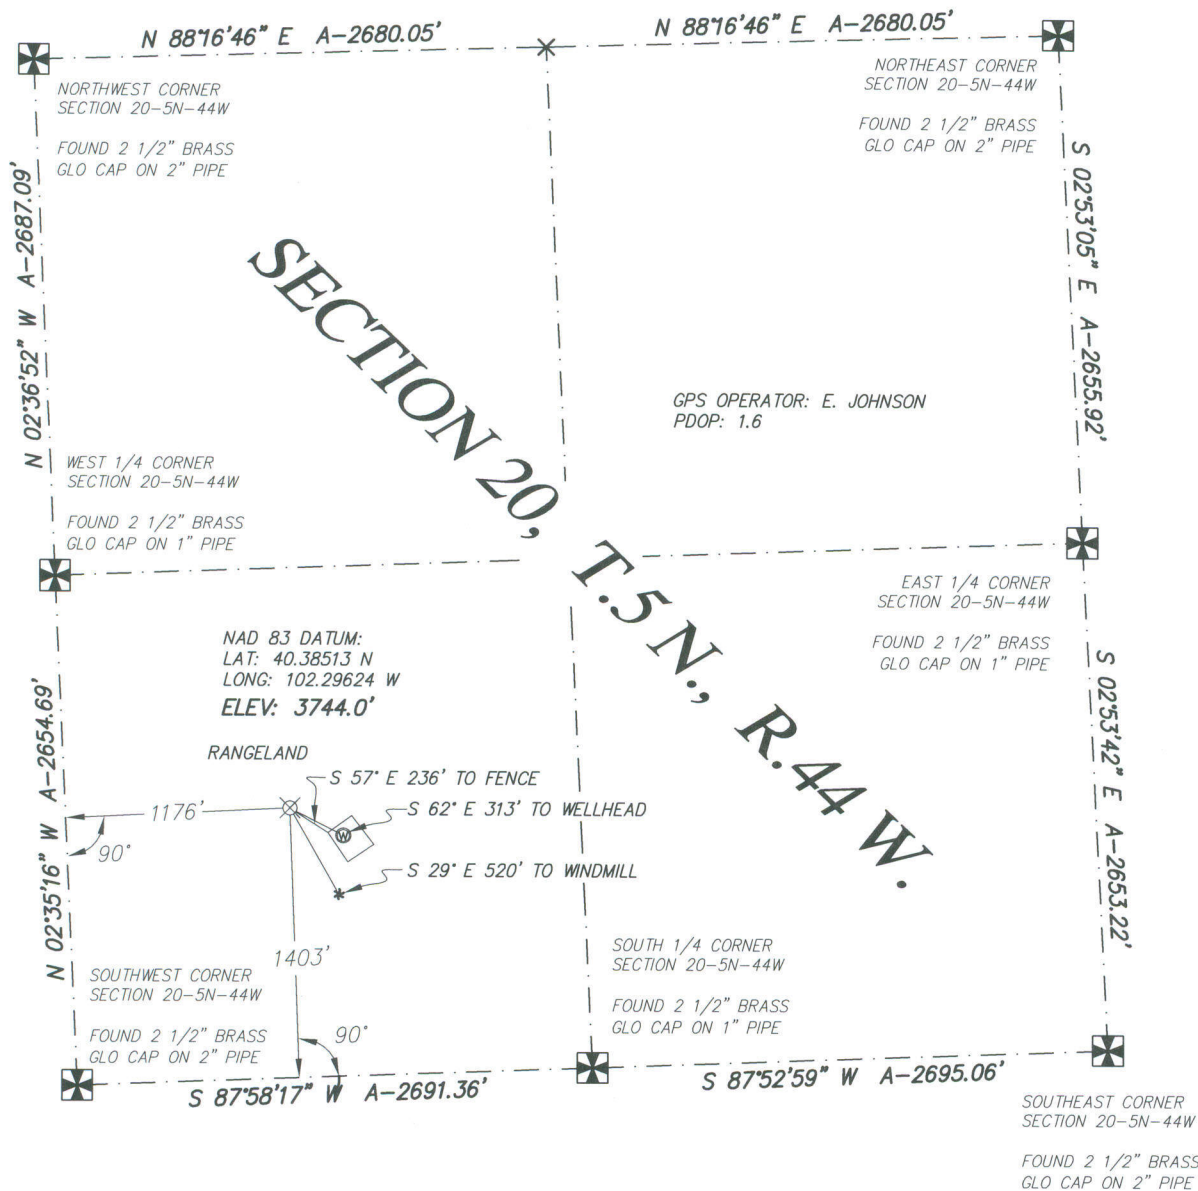 N 88°16'46" E A-2680.05'
N 88°16'46" E A-2680.05'
NORTHWEST CORNER
SECTION 20-5N-44W
FOUND 2 1/2" BRASS
GLO CAP ON 2" PIPE
NORTHEAST CORNER
SECTION 20-5N-44W
FOUND 2 1/2" BRASS
GLO CAP ON 2" PIPE
N 02°36'52" W A-2687.09'
S 02°53'05" E A-2655.92'
SECTION 20, T.5 N., R.44 W.
GPS OPERATOR: E. JOHNSON
PDOP: 1.6
WEST 1/4 CORNER
SECTION 20-5N-44W
FOUND 2 1/2" BRASS
GLO CAP ON 1" PIPE
EAST 1/4 CORNER
SECTION 20-5N-44W
FOUND 2 1/2" BRASS
GLO CAP ON 1" PIPE
NAD 83 DATUM:
LAT: 40.38513 N
LONG: 102.29624 W
ELEV: 3744.0'
RANGELAND
S 57° E 236' TO FENCE
S 62° E 313' TO WELLHEAD
W
S 29° E 520' TO WINDMILL
1176'
90°
N 02°35'16" W A-2654.69'
S 02°53'42" E A-2653.22'
1403'
90°
SOUTHWEST CORNER
SECTION 20-5N-44W
FOUND 2 1/2" BRASS
GLO CAP ON 2" PIPE
SOUTH 1/4 CORNER
SECTION 20-5N-44W
FOUND 2 1/2" BRASS
GLO CAP ON 1" PIPE
S 87°58'17" W A-2691.36'
S 87°52'59" W A-2695.06'
SOUTHEAST CORNER
SECTION 20-5N-44W
FOUND 2 1/2" BRASS
GLO CAP ON 2" PIPE